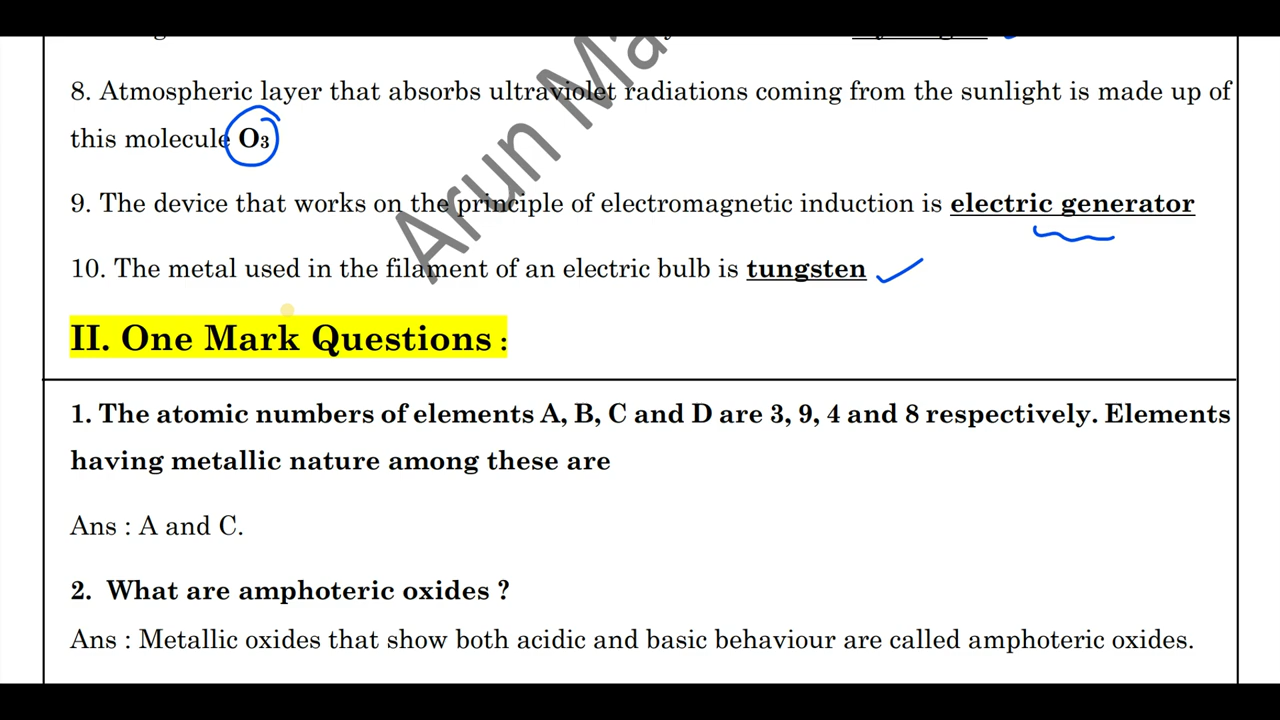 8. Atmospheric layer that absorbs ultraviolet radiations coming from the sunlight is made up of
this molecule O₃
9. The device that works on the principle of electromagnetic induction is electric generator
10. The metal used in the filament of an electric bulb is tungsten
II. One Mark Questions :
1. The atomic numbers of elements A, B, C and D are 3, 9, 4 and 8 respectively. Elements
having metallic nature among these are
Ans : A and C.
2. What are amphoteric oxides ?
Ans : Metallic oxides that show both acidic and basic behaviour are called amphoteric oxides.
Arun